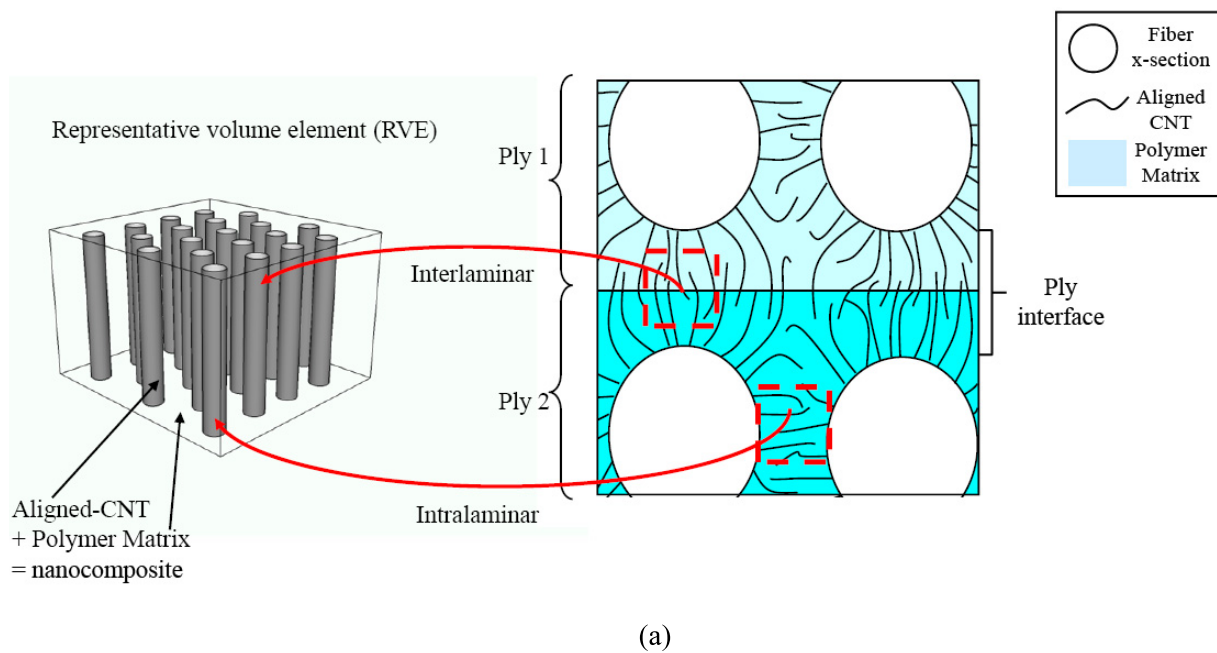 Fiber
x-section
Aligned
CNT
Polymer
Matrix
Representative volume element (RVE)
Ply 1
Interlaminar
Ply
interface
Ply 2
Intralaminar
Aligned-CNT
+ Polymer Matrix
= nanocomposite
(a)